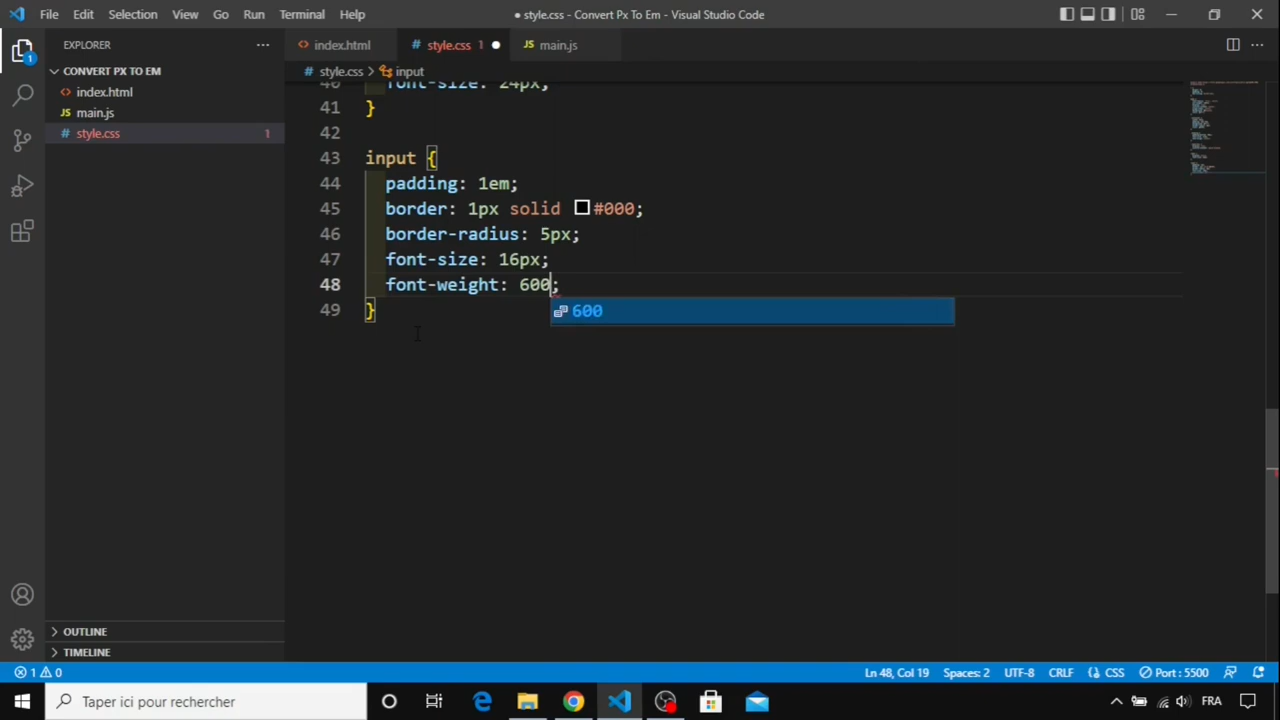 File Edit Selection View Go Run Terminal Help
● style.css - Convert Px To Em - Visual Studio Code
EXPLORER
CONVERT PX TO EM
index.html
JS main.js
# style.css 1
1
index.html
# style.css 1
JS main.js
# style.css > input
40 font-size: 24px;
41 }
42
43 input {
44 padding: 1em;
45 border: 1px solid #000;
46 border-radius: 5px;
47 font-size: 16px;
48 font-weight: 600;
49 }
600
OUTLINE
TIMELINE
1 0
Ln 48, Col 19 Spaces: 2 UTF-8 CRLF CSS Port : 5500
Taper ici pour rechercher
FRA